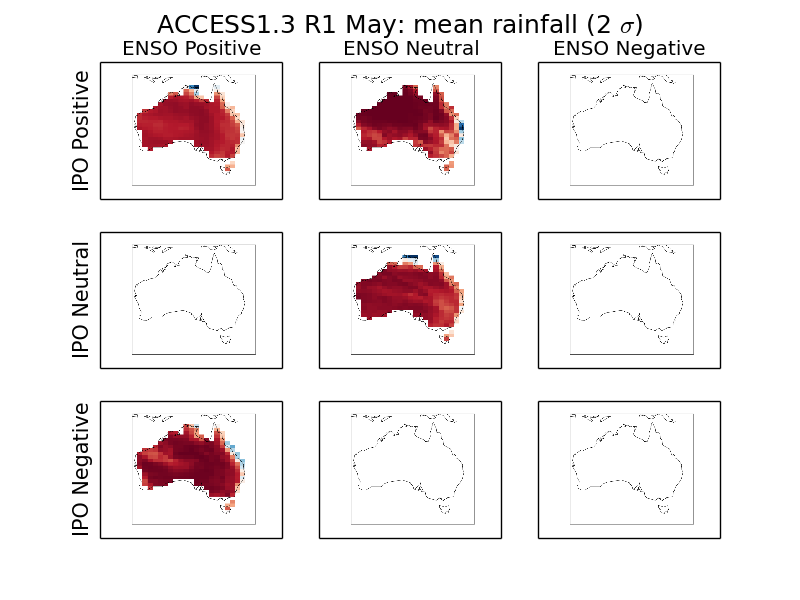 ACCESS1.3 R1 May: mean rainfall (2 σ)
ENSO Positive ENSO Neutral ENSO Negative
IPO Positive
IPO Neutral
IPO Negative